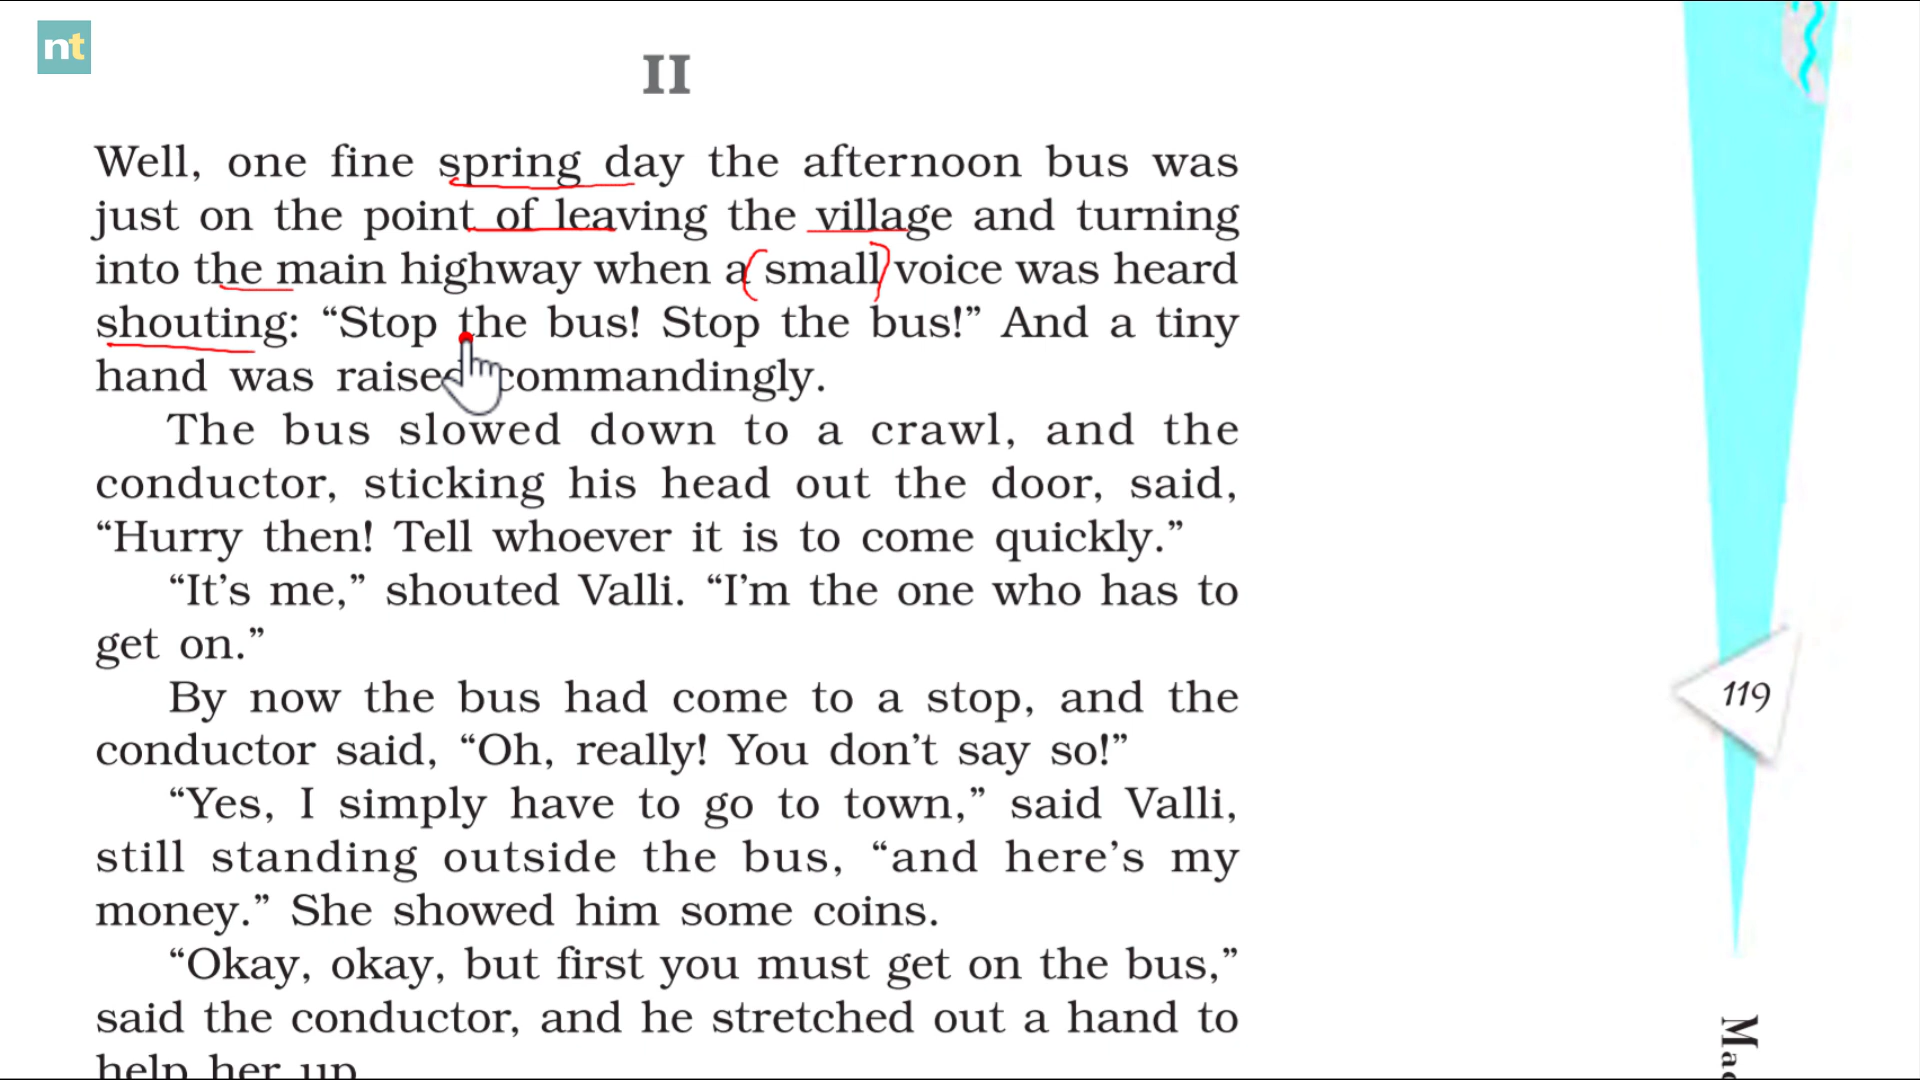 nt
II
Well, one fine spring day the afternoon bus was
just on the point of leaving the village and turning
into the main highway when a small voice was heard
shouting: “Stop the bus! Stop the bus!” And a tiny
hand was raised commandingly.
The bus slowed down to a crawl, and the
conductor, sticking his head out the door, said,
“Hurry then! Tell whoever it is to come quickly.”
“It’s me,” shouted Valli. “I’m the one who has to
get on.”
By now the bus had come to a stop, and the
conductor said, “Oh, really! You don’t say so!”
“Yes, I simply have to go to town,” said Valli,
still standing outside the bus, “and here’s my
money.” She showed him some coins.
“Okay, okay, but first you must get on the bus,”
said the conductor, and he stretched out a hand to
help her up
119
Mad